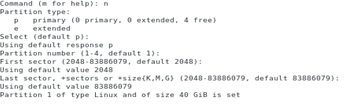 Command (m for help): n
Partition type:
p primary (0 primary, 0 extended, 4 free)
e extended
Select (default p):
Using default response p
Partition number (1-4, default 1):
First sector (2048-83886079, default 2048):
Using default value 2048
Last sector, +sectors or +size{K,M,G} (2048-83886079, default 83886079):
Using default value 83886079
Partition 1 of type Linux and of size 40 GiB is set